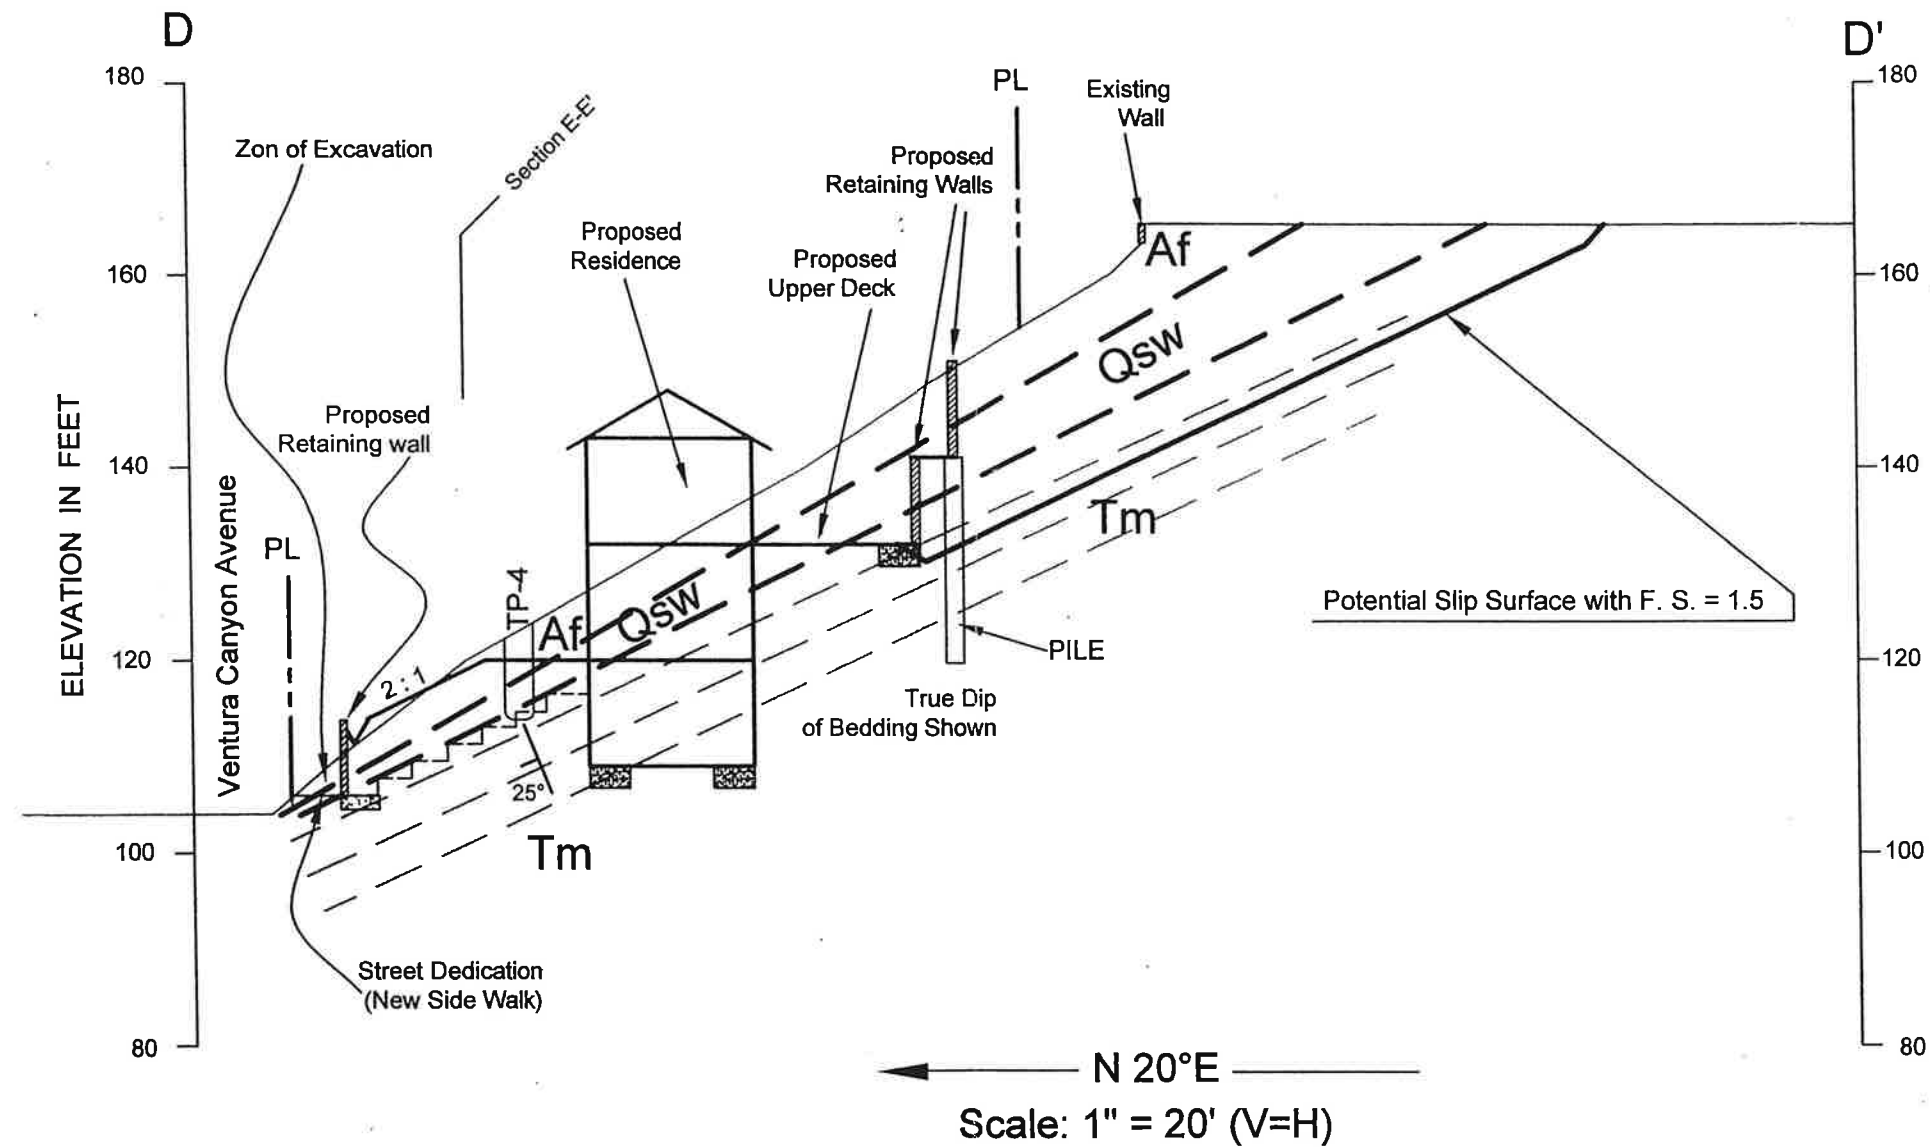 D
D'
180
180
PL
Existing
Wall
Zon of Excavation
Section E-E'
Proposed
Retaining Walls
Proposed
Residence
Proposed
Upper Deck
Af
160
160
Qsw
Proposed
Retaining wall
140
140
ELEVATION IN FEET
Ventura Canyon Avenue
PL
Tm
TP-4
Af
Qsw
Potential Slip Surface with F. S. = 1.5
PILE
120
120
2 : 1
True Dip
of Bedding Shown
25°
Tm
100
100
Street Dedication
(New Side Walk)
80
80
N 20°E
Scale: 1" = 20' (V=H)